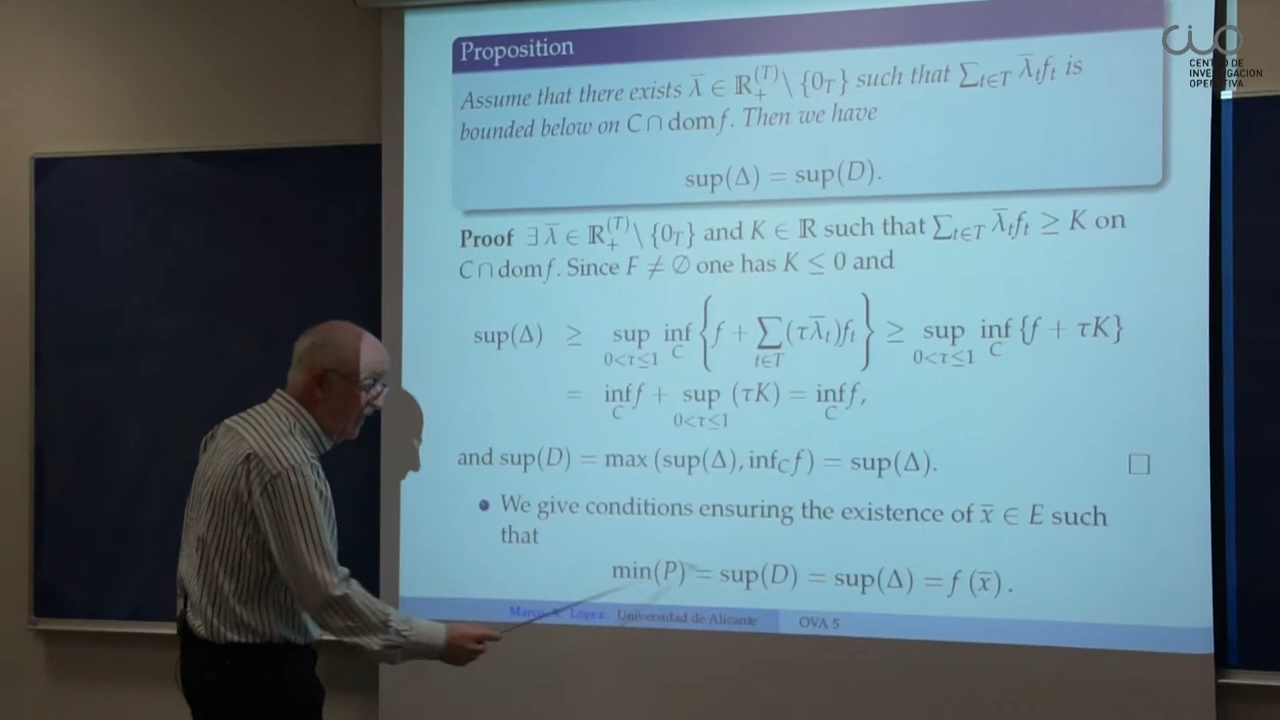 Proposition
Assume that there exists λ̄ ∈ ℝ₊^(T) \ {0_T} such that ∑_{t∈T} λ̄_t f_t is
bounded below on C ∩ dom f. Then we have
sup(Δ) = sup(D).
Proof ∃ λ̄ ∈ ℝ₊^(T) \ {0_T} and K ∈ ℝ such that ∑_{t∈T} λ̄_t f_t ≥ K on
C ∩ dom f. Since F ≠ ∅ one has K ≤ 0 and
sup(Δ) ≥ sup_{0<τ≤1} inf_C {f + ∑_{t∈T} (τλ̄_t)f_t} ≥ sup_{0<τ≤1} inf_C {f + τK}
= inf_C f + sup_{0<τ≤1} (τK) = inf_C f,
and sup(D) = max (sup(Δ), inf_C f) = sup(Δ). □
• We give conditions ensuring the existence of x̄ ∈ E such
that
min(P) = sup(D) = sup(Δ) = f (x̄) .
Marco A. López Universidad de Alicante OVA 5
CIO
CENTRO DE
INVESTIGACION
OPERATIVA